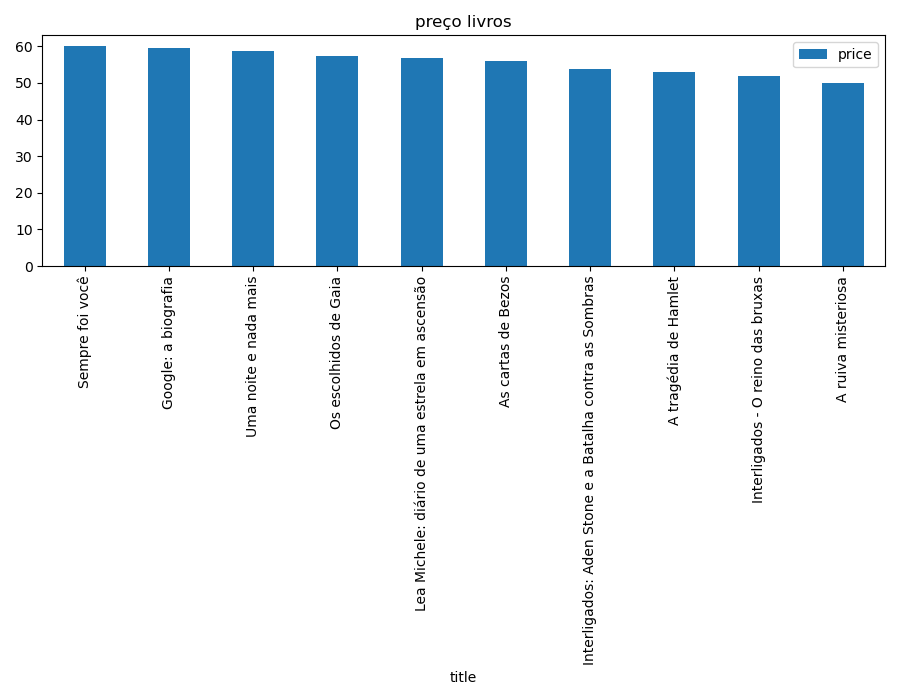 preço livros
price
60
50
40
30
20
10
0
Sempre foi você
Google: a biografia
Uma noite e nada mais
Os escolhidos de Gaia
Lea Michele: diário de uma estrela em ascensão
As cartas de Bezos
Interligados: Aden Stone e a Batalha contra as Sombras
A tragédia de Hamlet
Interligados - O reino das bruxas
A ruiva misteriosa
title